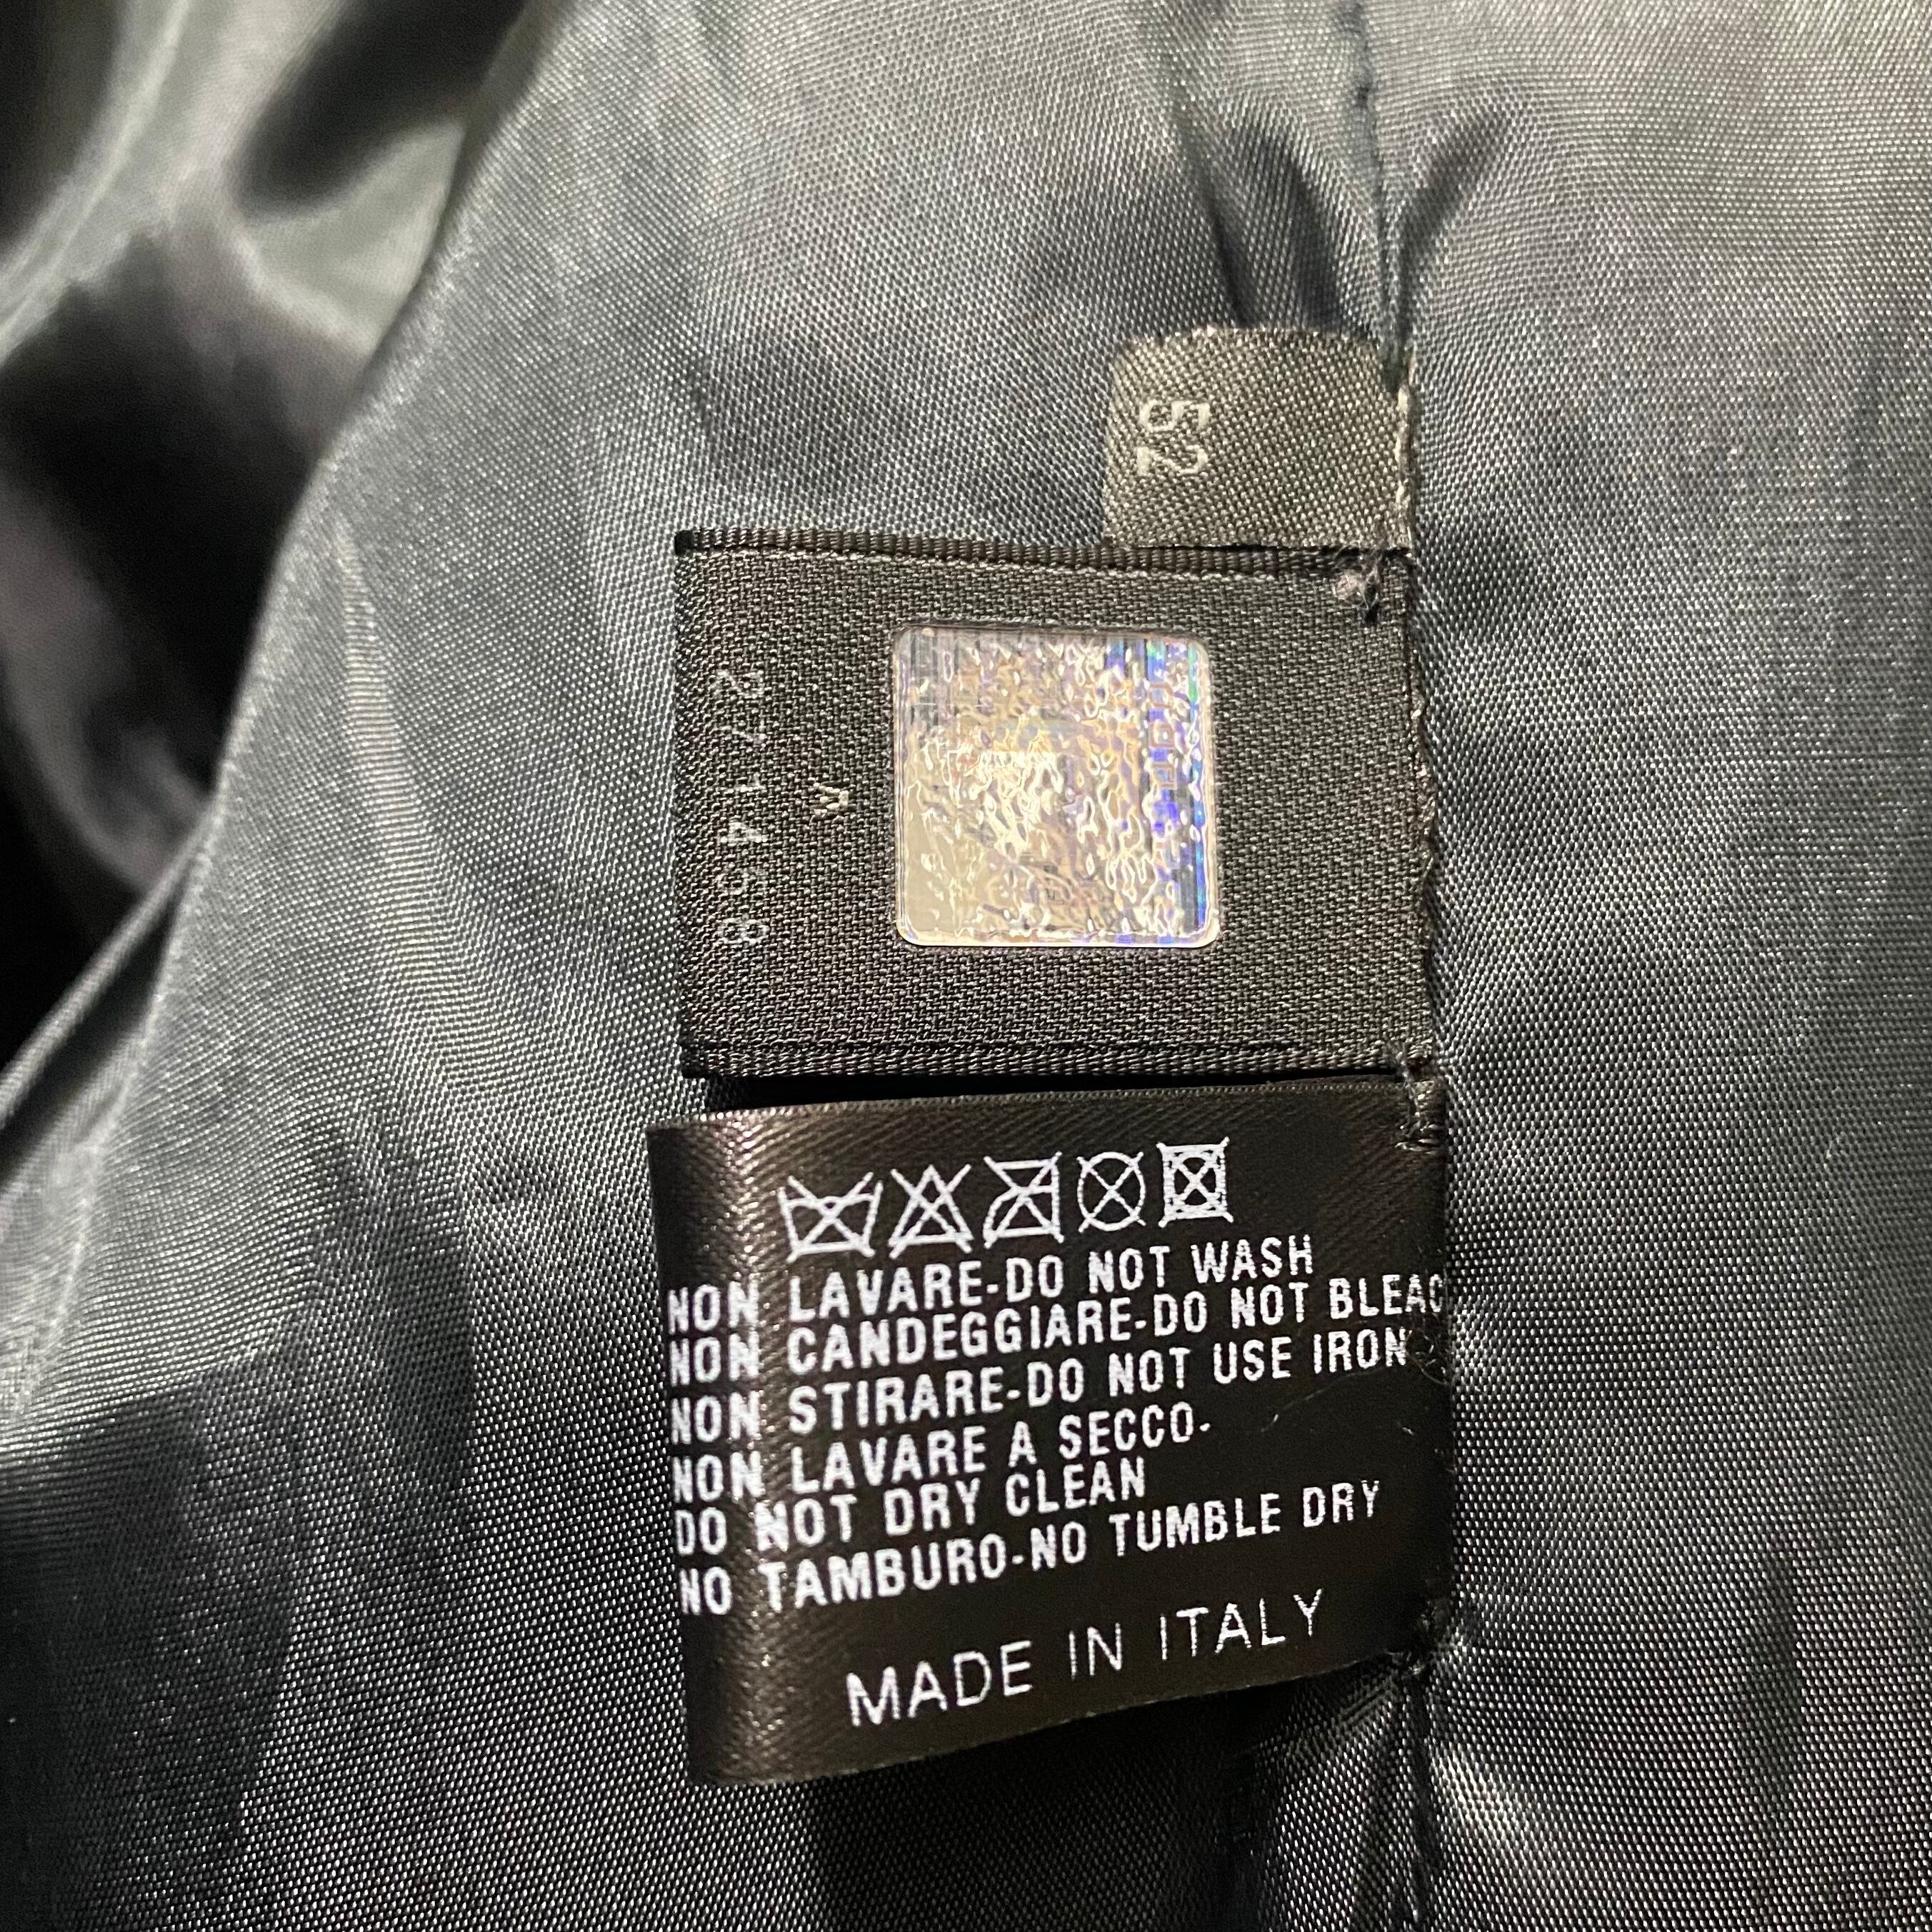 52
2714688
NON LAVARE-DO NOT WASH
NON CANDEGGIARE-DO NOT BLEAC
NON STIRARE-DO NOT USE IRON
NON LAVARE A SECCO-
DO NOT DRY CLEAN
NO TAMBURO-NO TUMBLE DRY
MADE IN ITALY